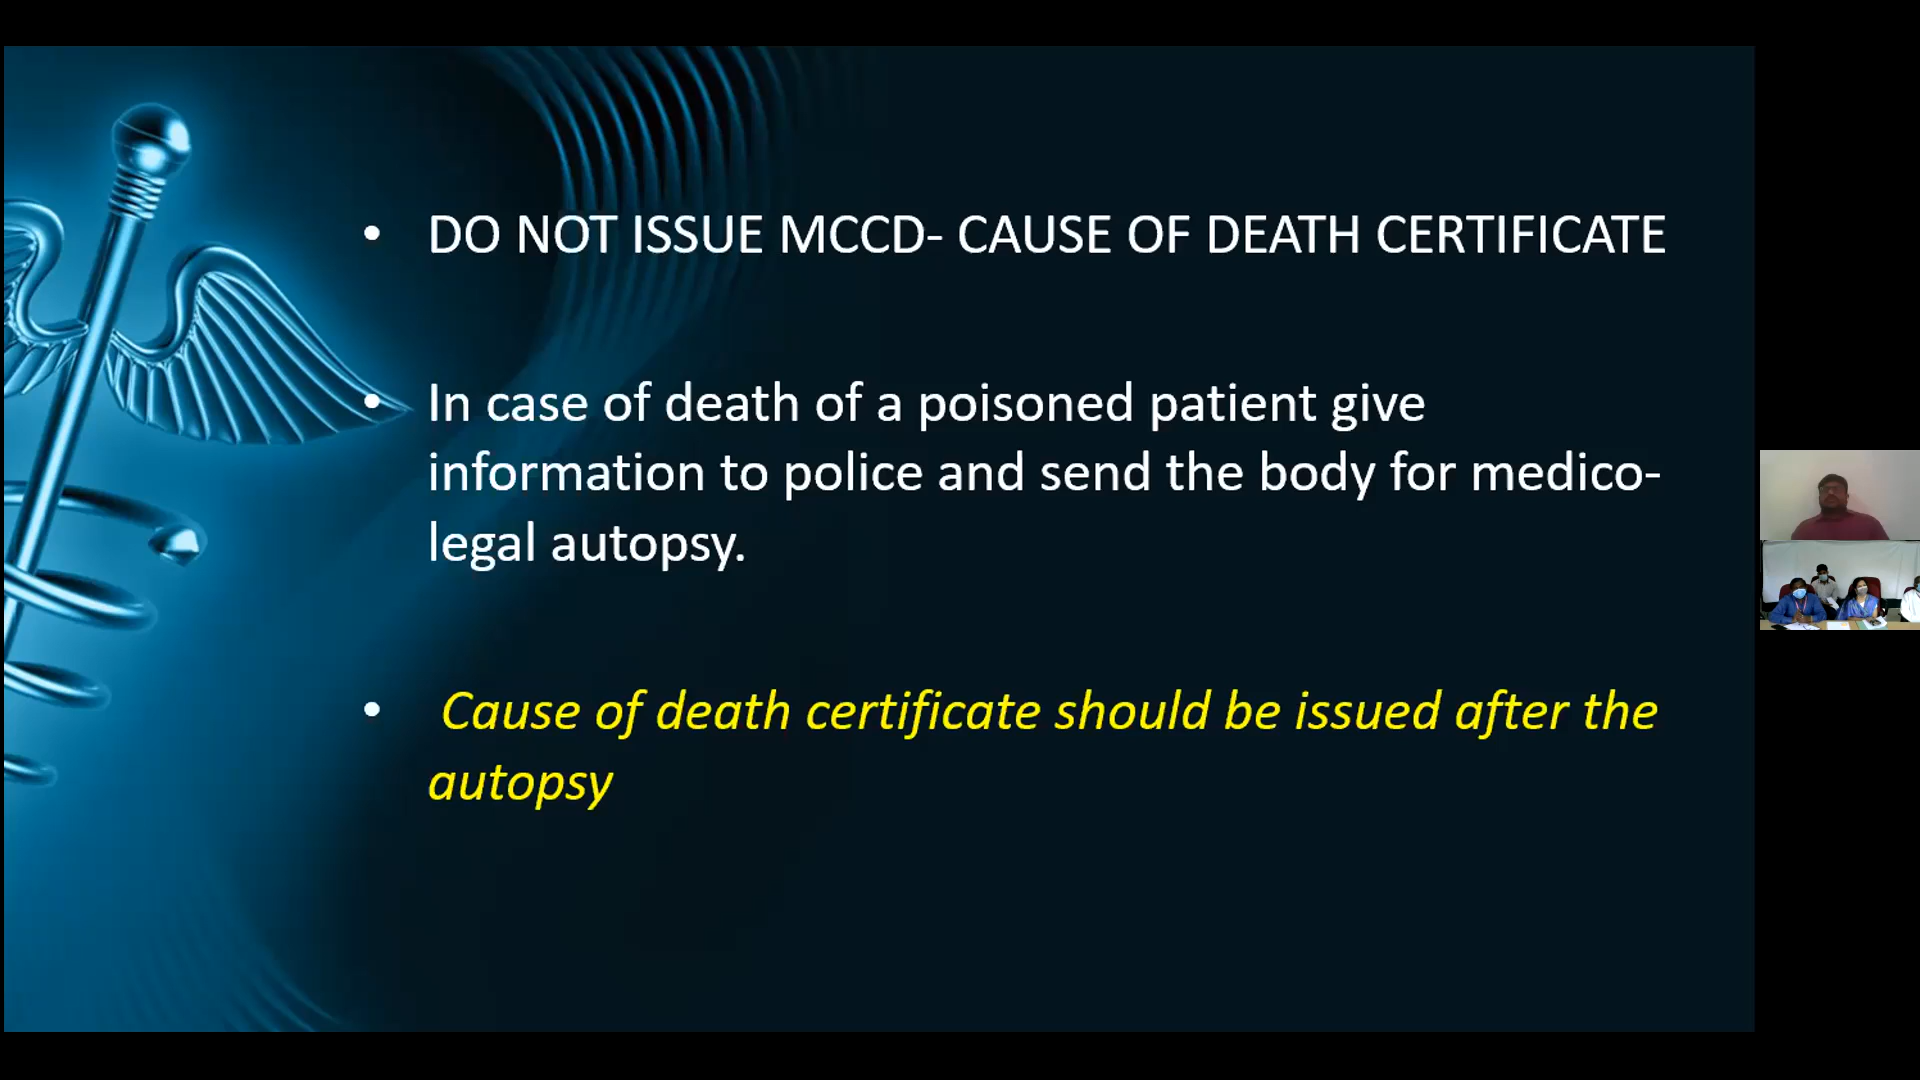 • DO NOT ISSUE MCCD- CAUSE OF DEATH CERTIFICATE
• In case of death of a poisoned patient give
information to police and send the body for medico-
legal autopsy.
• Cause of death certificate should be issued after the
autopsy